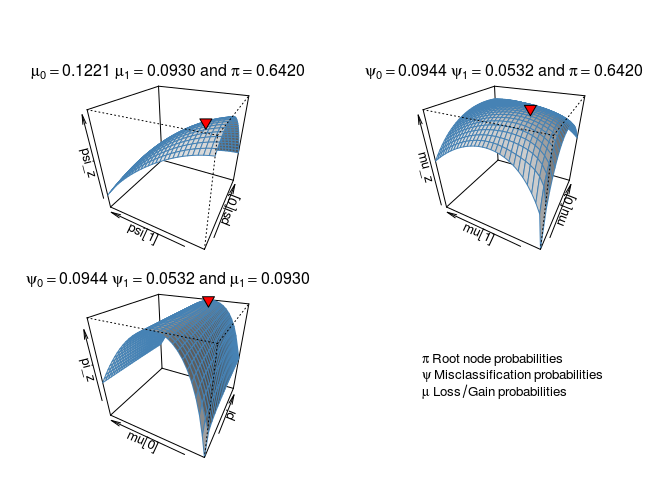 μ0 = 0.1221 μ1 = 0.0930 and π = 0.6420
psi_z
psi[1]
psi[0]
ψ0 = 0.0944 ψ1 = 0.0532 and π = 0.6420
mu_z
mu[1]
mu[0]
ψ0 = 0.0944 ψ1 = 0.0532 and μ1 = 0.0930
pi_z
mu[0]
pi
π Root node probabilities
ψ Misclassification probabilities
μ Loss/Gain probabilities